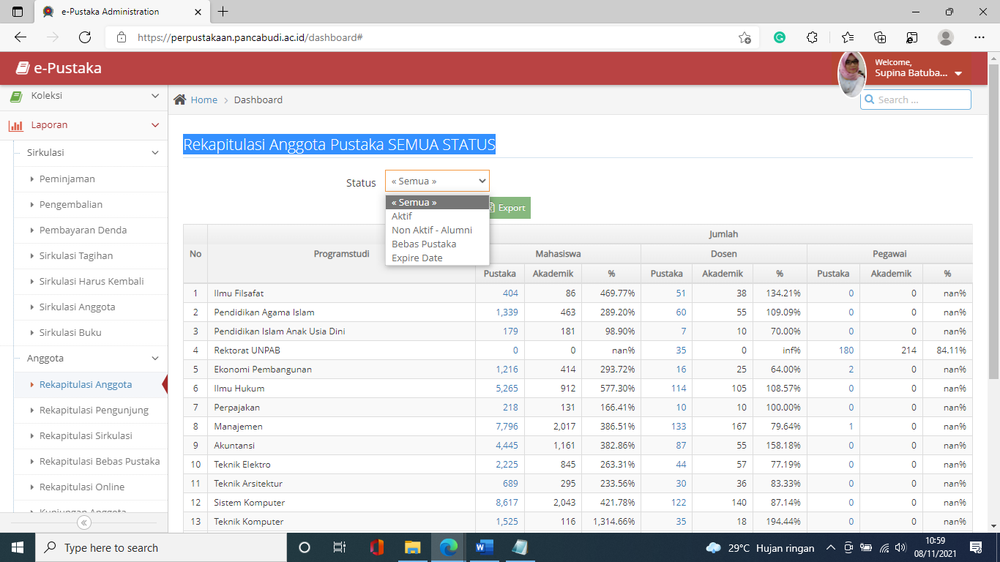 e-Pustaka Administration
https://perpustakaan.pancabudi.ac.id/dashboard#
e-Pustaka
Welcome,
Supina Batuba...
Koleksi
Laporan
Sirkulasi
Peminjaman
Pengembalian
Pembayaran Denda
Sirkulasi Tagihan
Sirkulasi Harus Kembali
Sirkulasi Anggota
Sirkulasi Buku
Anggota
Rekapitulasi Anggota
Rekapitulasi Pengunjung
Rekapitulasi Sirkulasi
Rekapitulasi Bebas Pustaka
Rekapitulasi Online
Kunjungan Anggota
Home > Dashboard
Search ...
Rekapitulasi Anggota Pustaka SEMUA STATUS
Status « Semua »
« Semua »
Aktif
Non Aktif - Alumni
Bebas Pustaka
Expire Date
Export
No Programstudi Jumlah
Mahasiswa Dosen Pegawai
Pustaka Akademik % Pustaka Akademik % Pustaka Akademik %
1 Ilmu Filsafat 404 86 469.77% 51 38 134.21% 0 0 nan%
2 Pendidikan Agama Islam 1,339 463 289.20% 60 55 109.09% 0 0 nan%
3 Pendidikan Islam Anak Usia Dini 179 181 98.90% 7 10 70.00% 0 0 nan%
4 Rektorat UNPAB 0 0 nan% 35 0 inf% 180 214 84.11%
5 Ekonomi Pembangunan 1,216 414 293.72% 16 25 64.00% 2 0 nan%
6 Ilmu Hukum 5,265 912 577.30% 114 105 108.57% 0 0 nan%
7 Perpajakan 218 131 166.41% 10 10 100.00% 0 0 nan%
8 Manajemen 7,796 2,017 386.51% 133 167 79.64% 1 0 nan%
9 Akuntansi 4,445 1,161 382.86% 87 55 158.18% 0 0 nan%
10 Teknik Elektro 2,225 845 263.31% 44 57 77.19% 0 0 nan%
11 Teknik Arsitektur 689 295 233.56% 30 36 83.33% 0 0 nan%
12 Sistem Komputer 8,617 2,043 421.78% 122 140 87.14% 0 0 nan%
13 Teknik Komputer 1,525 116 1,314.66% 35 18 194.44% 0 0 nan%
Type here to search
29°C Hujan ringan
10:59
08/11/2021